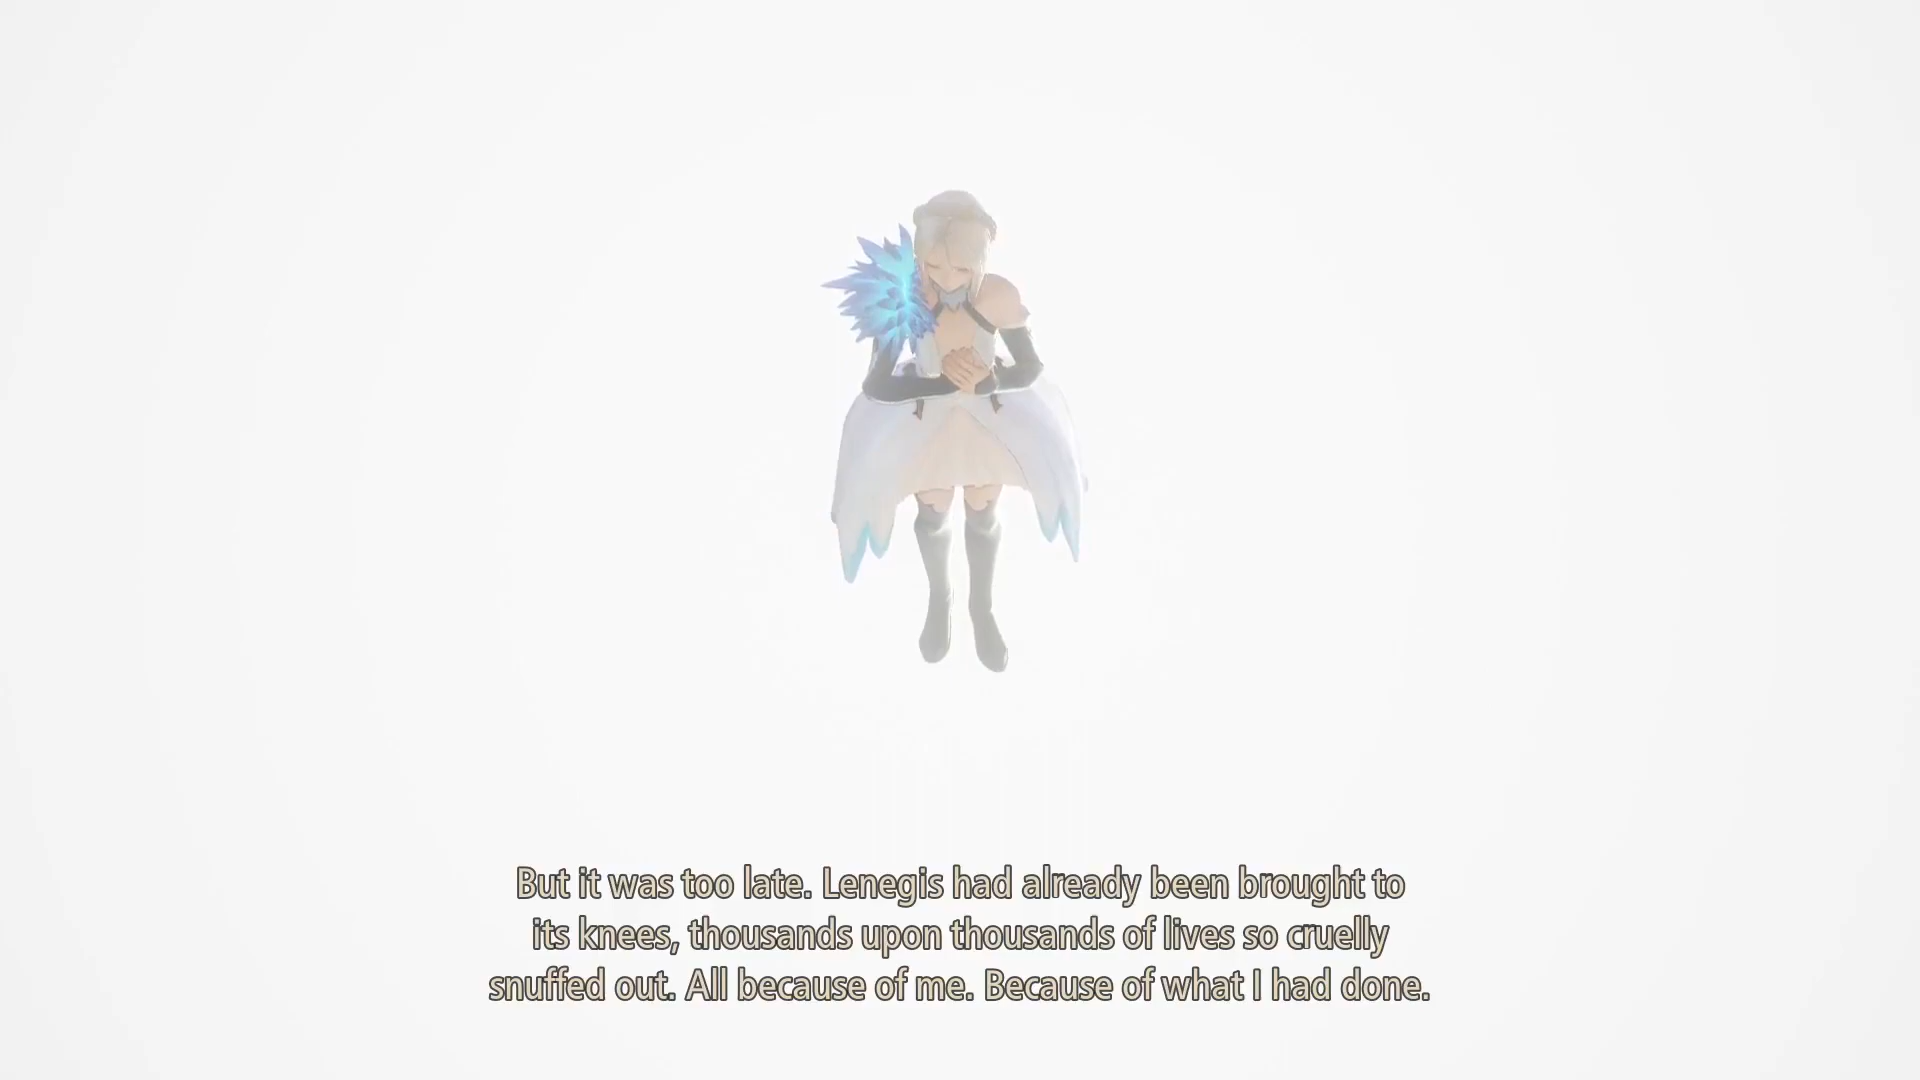 But it was too late. Lenegis had already been brought to
its knees, thousands upon thousands of lives so cruelly
snuffed out. All because of me. Because of what I had done.